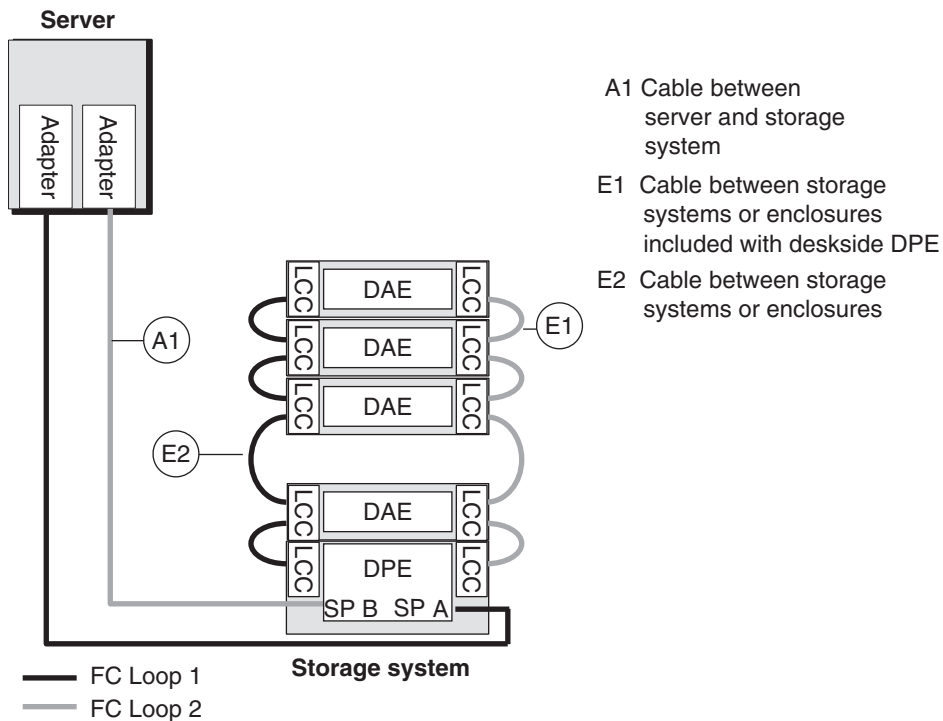 Server
Adapter
Adapter
A1 Cable between
server and storage
system
E1 Cable between storage
systems or enclosures
included with deskside DPE
E2 Cable between storage
systems or enclosures
LCC
DAE
LCC
E1
A1
LCC
DAE
LCC
LCC
DAE
LCC
E2
LCC
DAE
LCC
LCC
DPE
LCC
SP B SP A
Storage system
FC Loop 1
FC Loop 2